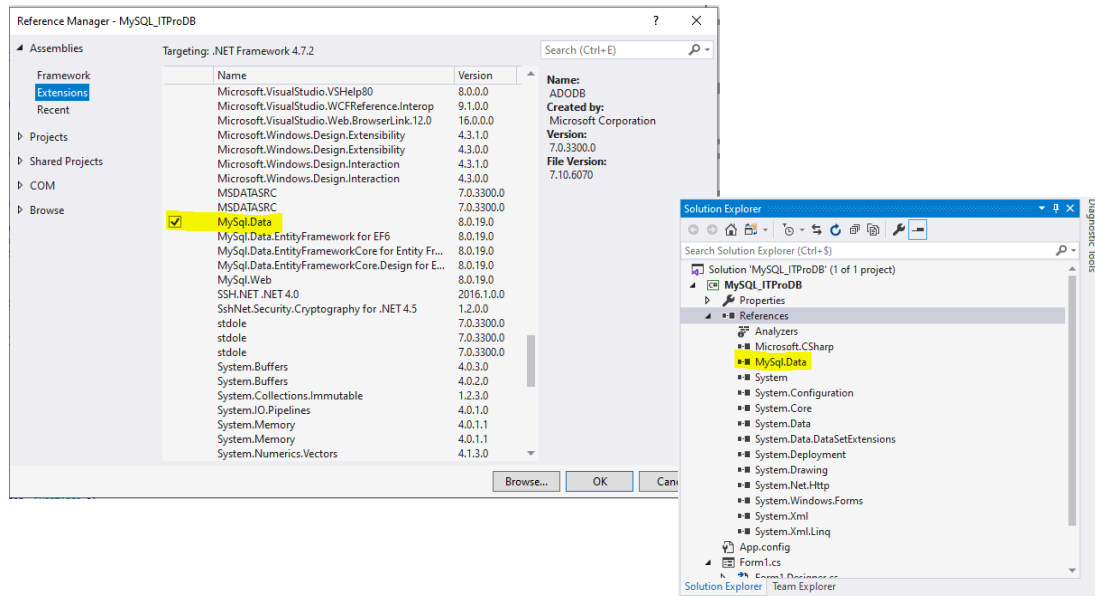 Reference Manager - MySQL_ITProDB ? ×
Assemblies
Framework
Extensions
Recent
Projects
Shared Projects
COM
Browse
Targeting: .NET Framework 4.7.2
Name Version
Microsoft.VisualStudio.VSHelp80 8.0.0.0
Microsoft.VisualStudio.WCFReference.Interop 9.1.0.0
Microsoft.VisualStudio.Web.BrowserLink.12.0 16.0.0.0
Microsoft.Windows.Design.Extensibility 4.3.1.0
Microsoft.Windows.Design.Extensibility 4.3.0.0
Microsoft.Windows.Design.Interaction 4.3.1.0
Microsoft.Windows.Design.Interaction 4.3.0.0
MSDATASRC 7.0.3300.0
MSDATASRC 7.0.3300.0
MySql.Data 8.0.19.0
MySql.Data.EntityFramework for EF6 8.0.19.0
MySql.Data.EntityFrameworkCore for Entity Fr... 8.0.19.0
MySql.Data.EntityFrameworkCore.Design for E... 8.0.19.0
MySql.Web 8.0.19.0
SSH.NET .NET 4.0 2016.1.0.0
SshNet.Security.Cryptography for .NET 4.5 1.2.0.0
stdole 7.0.3300.0
stdole 7.0.3300.0
stdole 7.0.3300.0
System.Buffers 4.0.3.0
System.Buffers 4.0.2.0
System.Collections.Immutable 1.2.3.0
System.IO.Pipelines 4.0.1.0
System.Memory 4.0.1.1
System.Memory 4.0.1.1
System.Numerics.Vectors 4.1.3.0
Search (Ctrl+E)
Name:
ADODB
Created by:
Microsoft Corporation
Version:
7.0.3300.0
File Version:
7.10.6070
Browse... OK Canc
Solution Explorer
Search Solution Explorer (Ctrl+$)
Solution 'MySQL_ITProDB' (1 of 1 project)
C# MySQL_ITProDB
Properties
References
Analyzers
Microsoft.CSharp
MySql.Data
System
System.Configuration
System.Core
System.Data
System.Data.DataSetExtensions
System.Deployment
System.Drawing
System.Net.Http
System.Windows.Forms
System.Xml
System.Xml.Linq
App.config
Form1.cs
Form1.Designer.cs
Solution Explorer Team Explorer
Diagnostic Tools